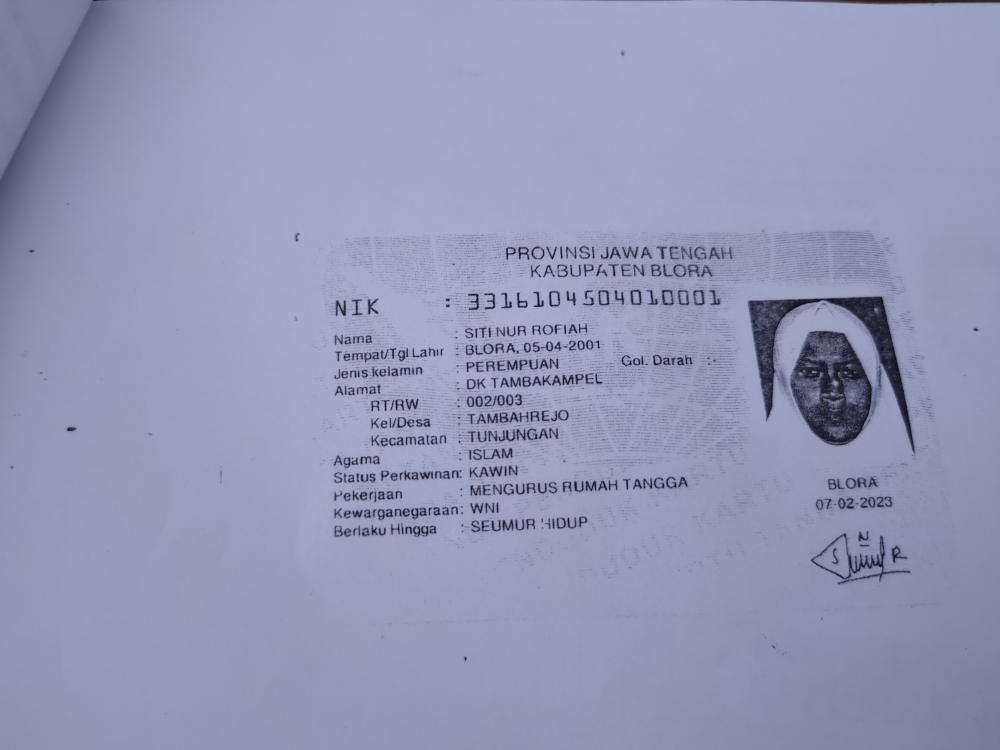 PROVINSI JAWA TENGAH
KABUPATEN BLORA
NIK : 3316104504010001
Nama : SITI NUR ROFIAH
Tempat/Tgl Lahir : BLORA, 05-04-2001
Jenis kelamin : PEREMPUAN Gol. Darah : -
Alamat : DK TAMBAKAMPEL
RT/RW : 002/003
Kel/Desa : TAMBAHREJO
Kecamatan : TUNJUNGAN
Agama : ISLAM
Status Perkawinan: KAWIN
Pekerjaan : MENGURUS RUMAH TANGGA
Kewarganegaraan: WNI
Berlaku Hingga : SEUMUR HIDUP
BLORA
07-02-2023